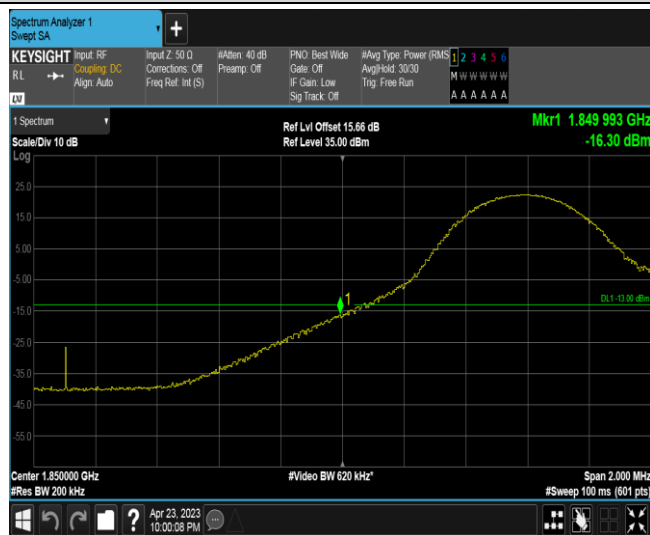 Spectrum Analyzer 1
Swept SA
KEYSIGHT
RL
LXI
Input: RF
Coupling: DC
Align: Auto
Input Z: 50 Ω
Corrections: Off
Freq Ref: Int (S)
#Atten: 40 dB
Preamp: Off
PNO: Best Wide
Gate: Off
IF Gain: Low
Sig Track: Off
#Avg Type: Power (RMS
Avg|Hold: 30/30
Trig: Free Run
1 2 3 4 5 6
M W W W W W
A A A A A A
1 Spectrum
Scale/Div 10 dB
Log
Ref Lvl Offset 15.66 dB
Ref Level 35.00 dBm
Mkr1 1.849 993 GHz
-16.30 dBm
25.0
15.0
5.00
-5.00
1
DL1 -13.00 dBm
-15.0
-25.0
-35.0
-45.0
-55.0
Center 1.850000 GHz
#Video BW 620 kHz*
Span 2.000 MHz
#Res BW 200 kHz
#Sweep 100 ms (601 pts)
Apr 23, 2023
10:00:08 PM